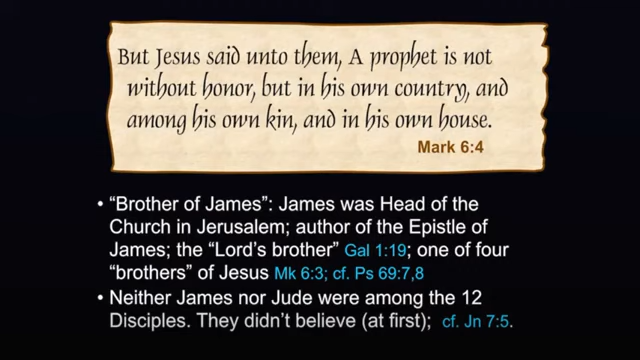 But Jesus said unto them, A prophet is not
without honor, but in his own country, and
among his own kin, and in his own house.
Mark 6:4
• “Brother of James”: James was Head of the
Church in Jerusalem; author of the Epistle of
James; the “Lord’s brother” Gal 1:19; one of four
“brothers” of Jesus Mk 6:3; cf. Ps 69:7,8
• Neither James nor Jude were among the 12
Disciples. They didn’t believe (at first); cf. Jn 7:5.